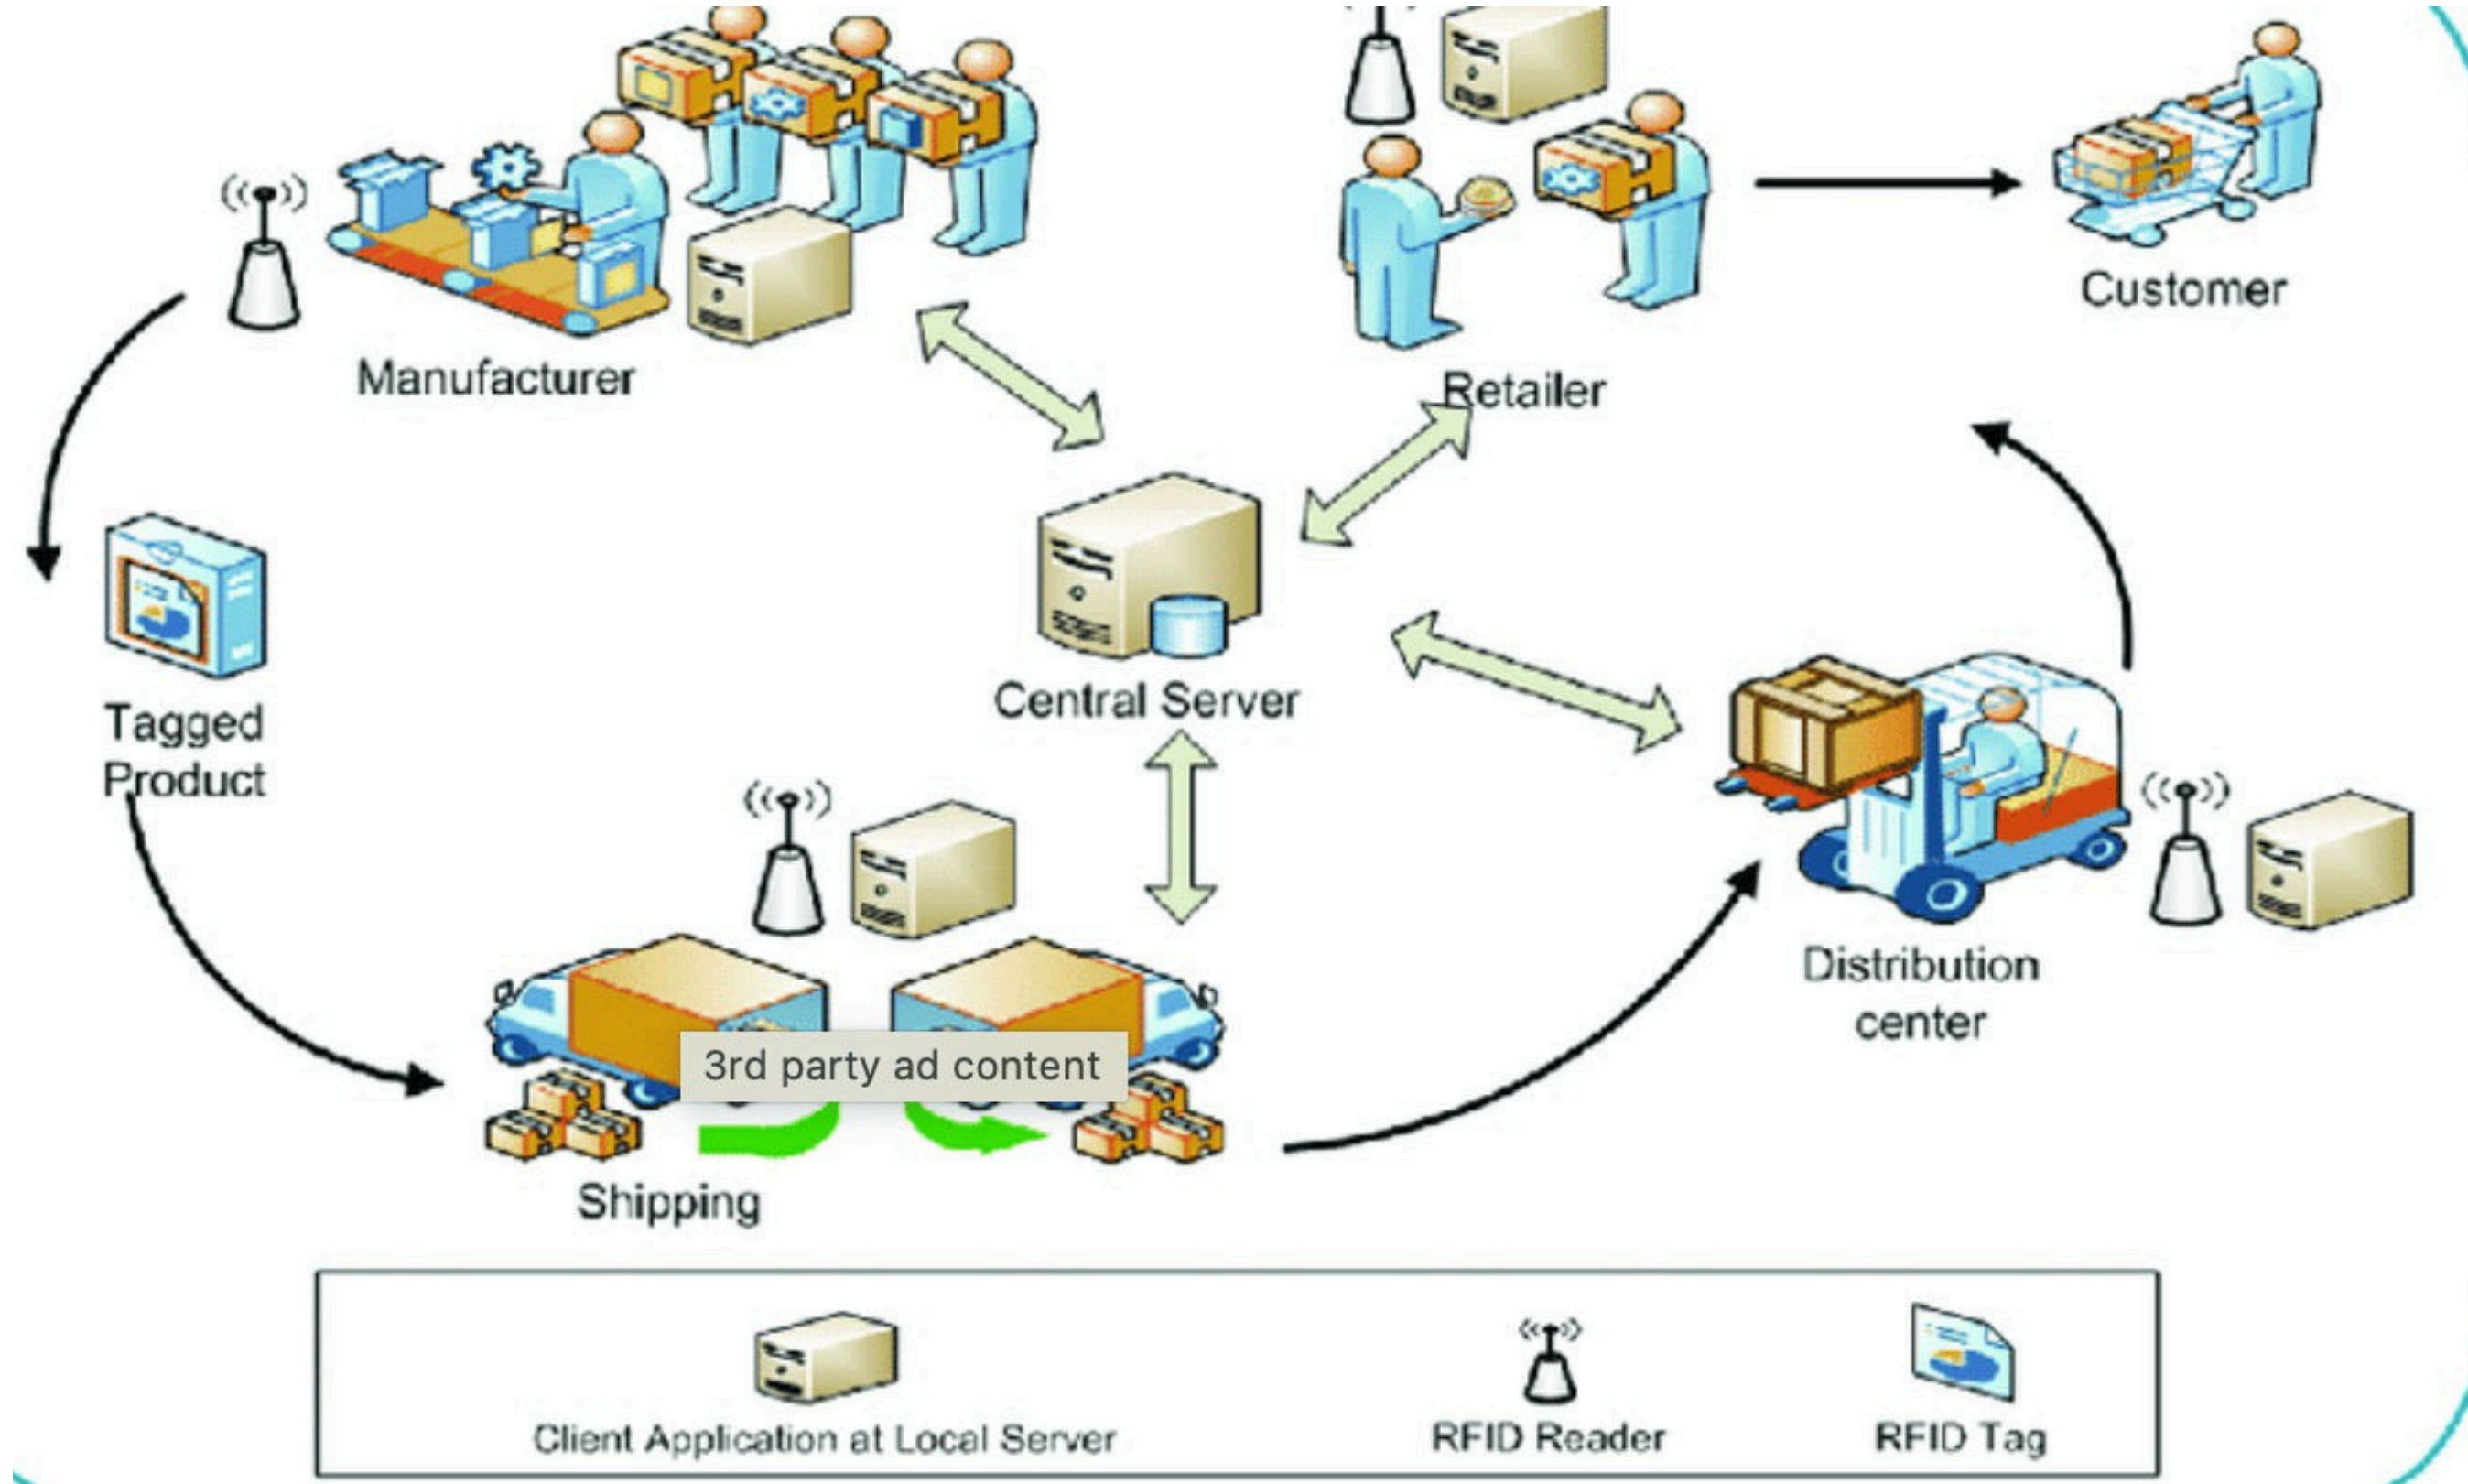 Customer
Manufacturer
Retailer
Tagged
Product
Central Server
Distribution
center
3rd party ad content
Shipping
Client Application at Local Server
RFID Reader
RFID Tag